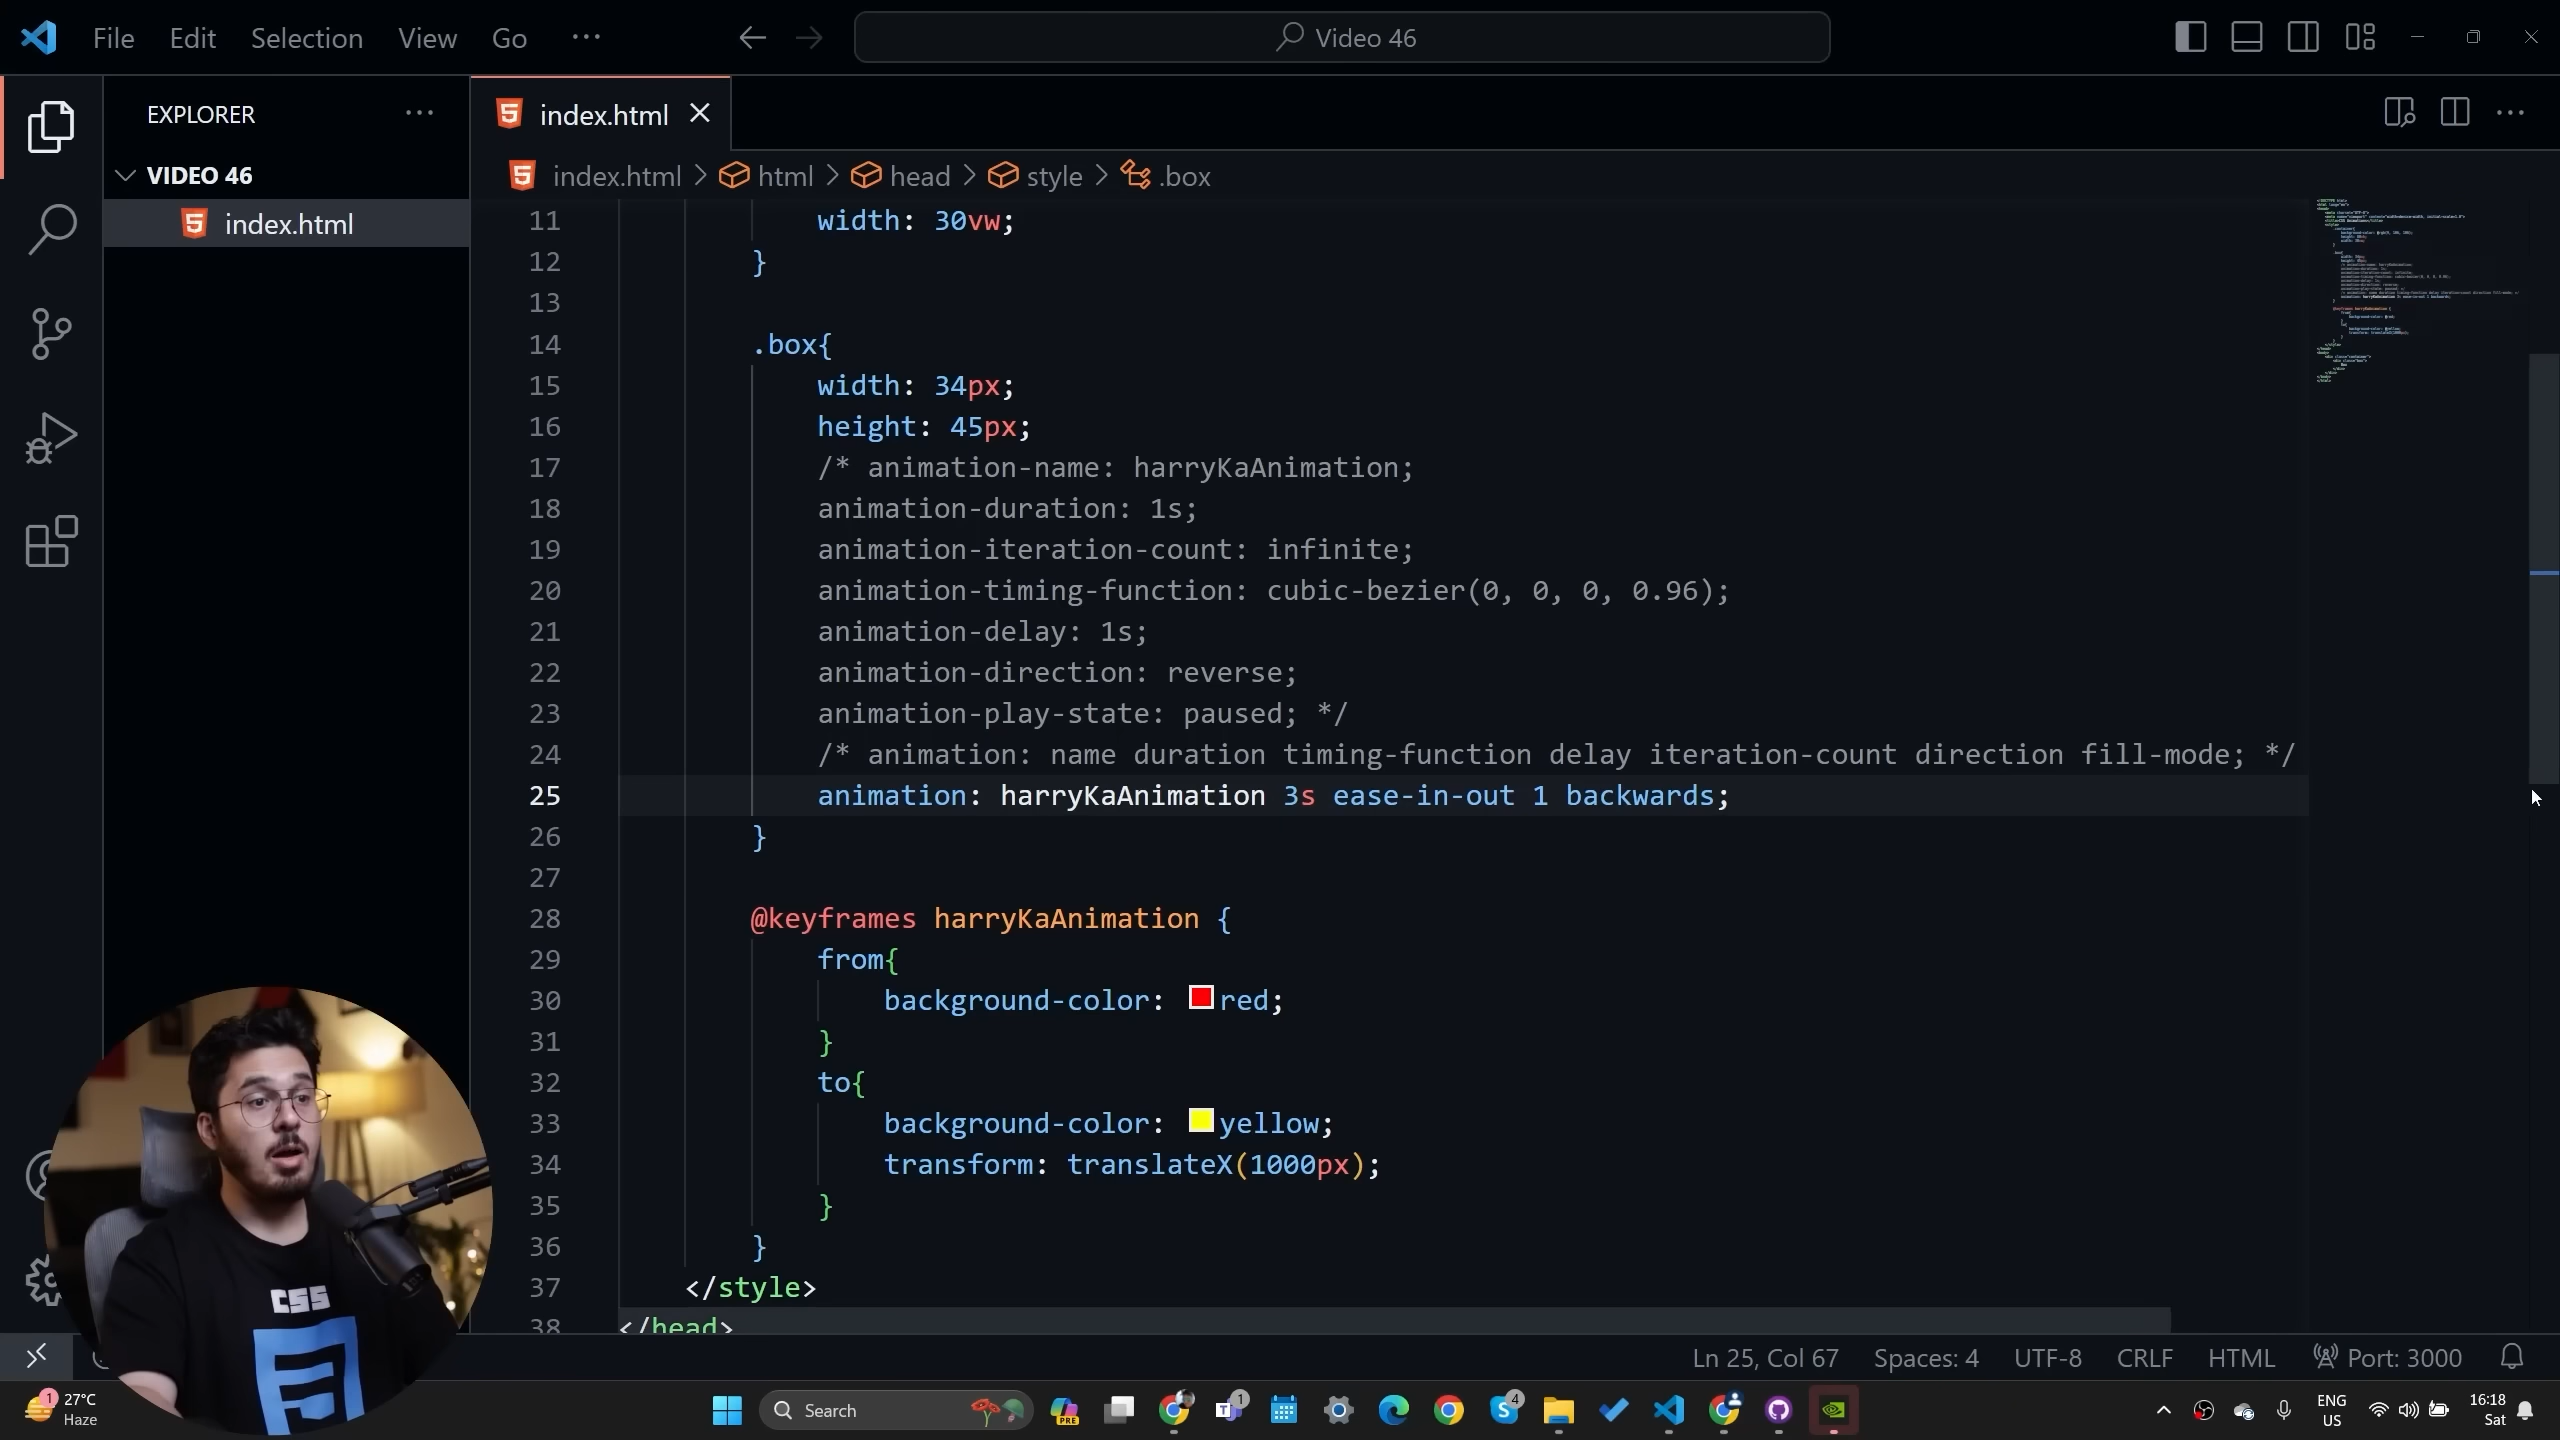 File Edit Selection View Go ···
Video 46
EXPLORER ···
index.html
VIDEO 46
index.html
index.html > html > head > style > .box
11 width: 30vw;
12 }
13
14 .box{
15 width: 34px;
16 height: 45px;
17 /* animation-name: harryKaAnimation;
18 animation-duration: 1s;
19 animation-iteration-count: infinite;
20 animation-timing-function: cubic-bezier(0, 0, 0, 0.96);
21 animation-delay: 1s;
22 animation-direction: reverse;
23 animation-play-state: paused; */
24 /* animation: name duration timing-function delay iteration-count direction fill-mode; */
25 animation: harryKaAnimation 3s ease-in-out 1 backwards;
26 }
27
28 @keyframes harryKaAnimation {
29 from{
30 background-color: red;
31 }
32 to{
33 background-color: yellow;
34 transform: translateX(1000px);
35 }
36 }
37 </style>
38 </head>
CSS
Ln 25, Col 67 Spaces: 4 UTF-8 CRLF HTML Port: 3000
1
27°C
Haze
Search
PRE
1
4
ENG
US
16:18
Sat